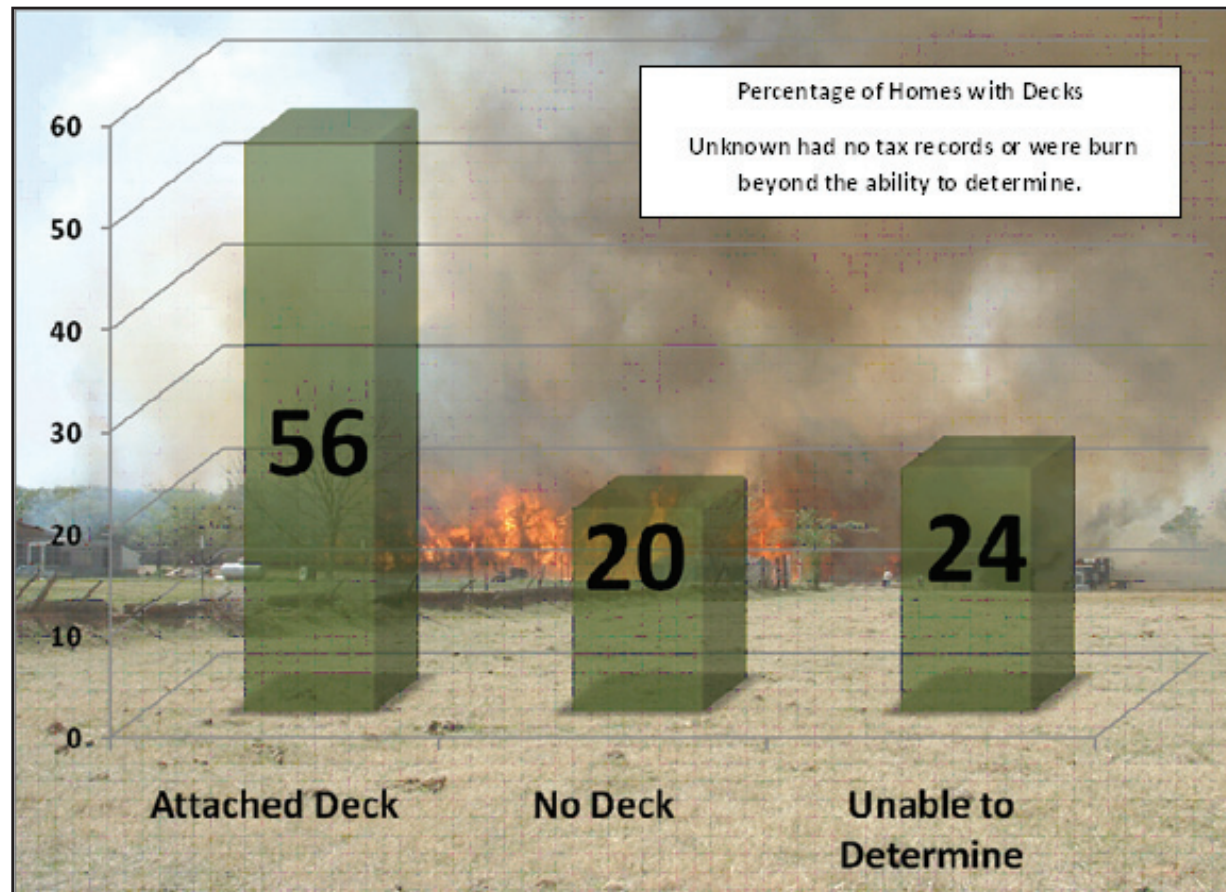 Percentage of Homes with Decks
Unknown had no tax records or were burn
beyond the ability to determine.
60
50
40
30
20
10
0
56
20
24
Attached Deck
No Deck
Unable to
Determine